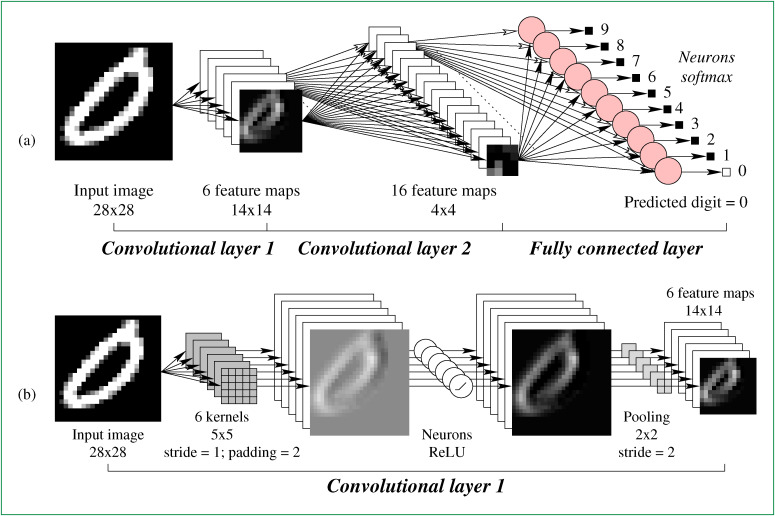 (a)
Input image
28x28
6 feature maps
14x14
16 feature maps
4x4
9
8
7
6
5
4
3
2
1
0
Neurons
softmax
Predicted digit = 0
Convolutional layer 1
Convolutional layer 2
Fully connected layer
(b)
Input image
28x28
6 kernels
5x5
stride = 1; padding = 2
Neurons
ReLU
Pooling
2x2
stride = 2
6 feature maps
14x14
Convolutional layer 1